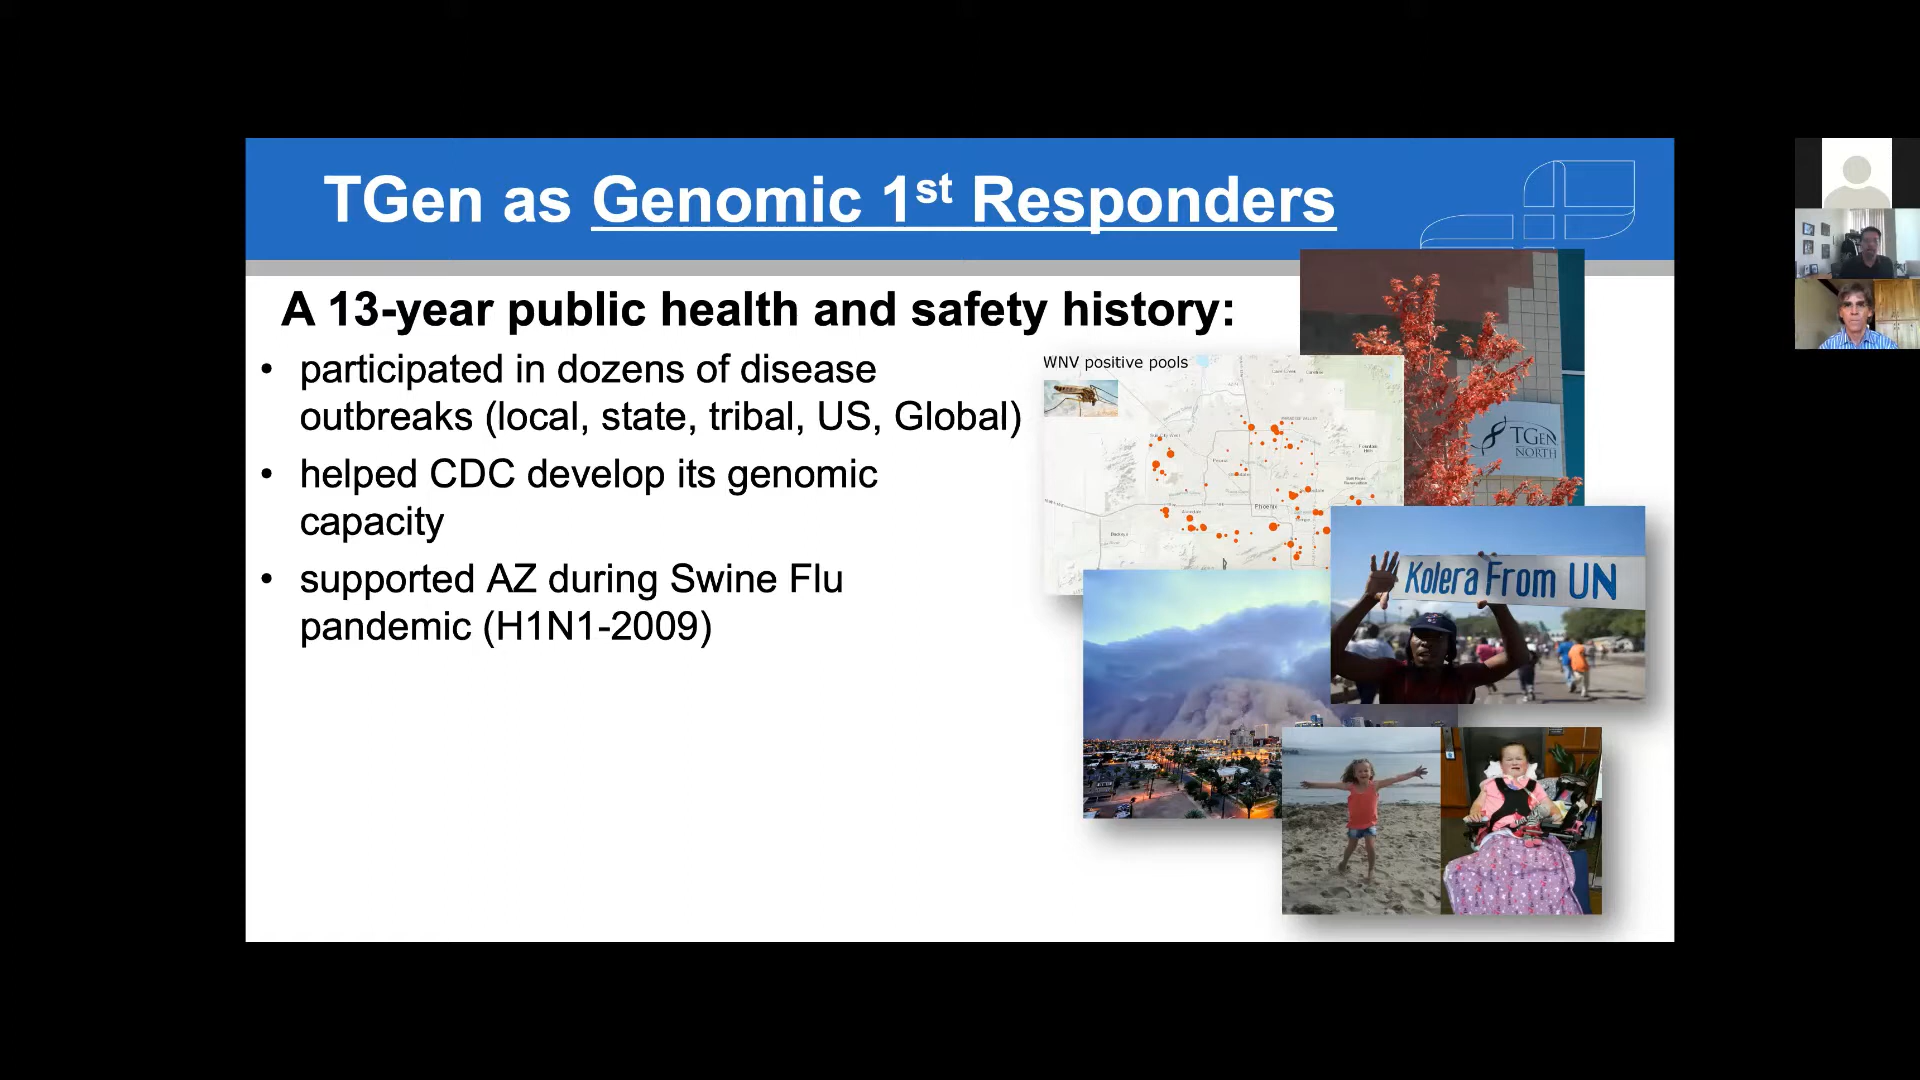 TGen as Genomic 1st Responders
A 13-year public health and safety history:
• participated in dozens of disease
outbreaks (local, state, tribal, US, Global)
• helped CDC develop its genomic
capacity
• supported AZ during Swine Flu
pandemic (H1N1-2009)
WNV positive pools
Phoenix
TGEN
NORTH
Kolera From UN